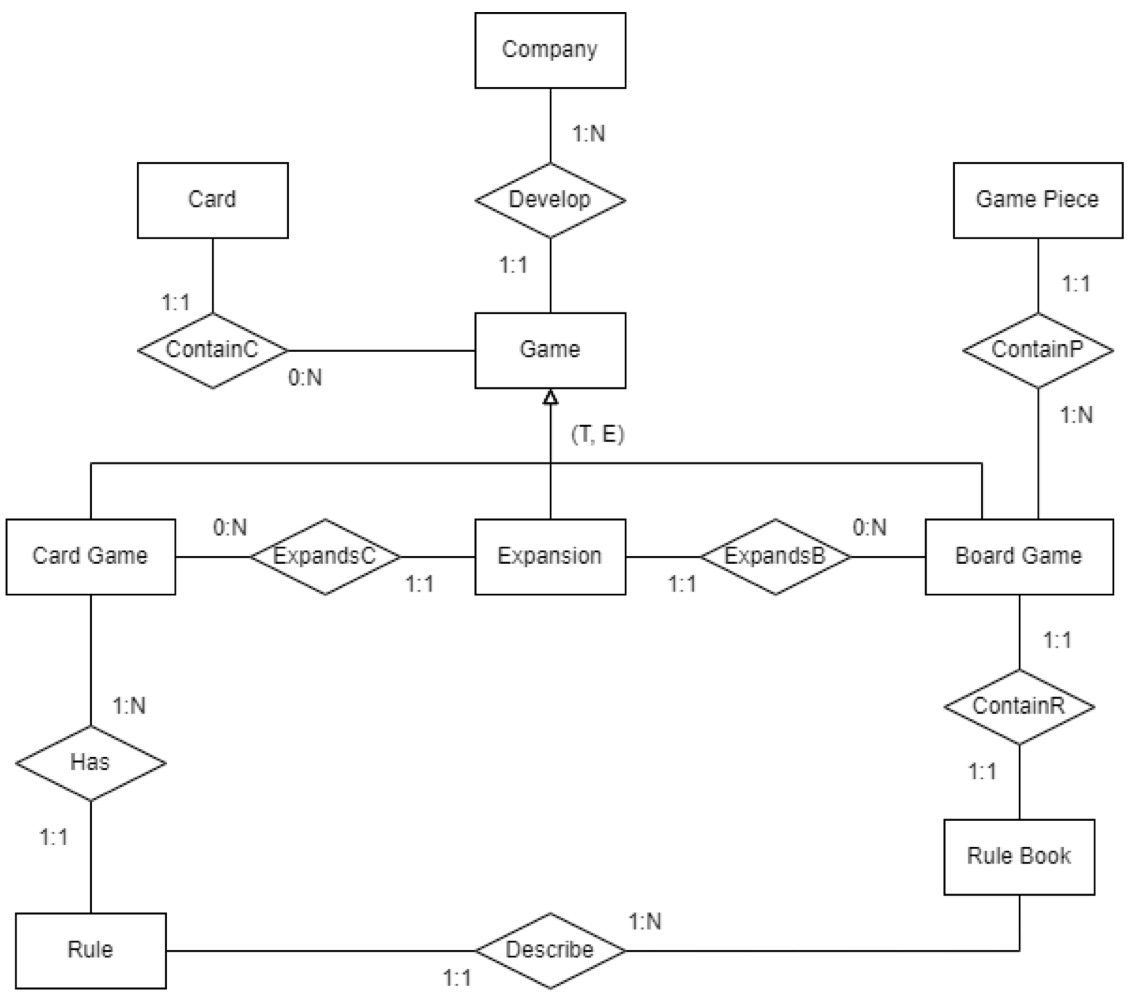 Company
1:N
Card
Develop
Game Piece
1:1
1:1
1:1
ContainC
Game
ContainP
0:N
1:N
(T, E)
0:N
0:N
Card Game
ExpandsC
Expansion
ExpandsB
Board Game
1:1
1:1
1:1
1:N
ContainR
Has
1:1
1:1
Rule Book
1:N
Rule
Describe
1:1